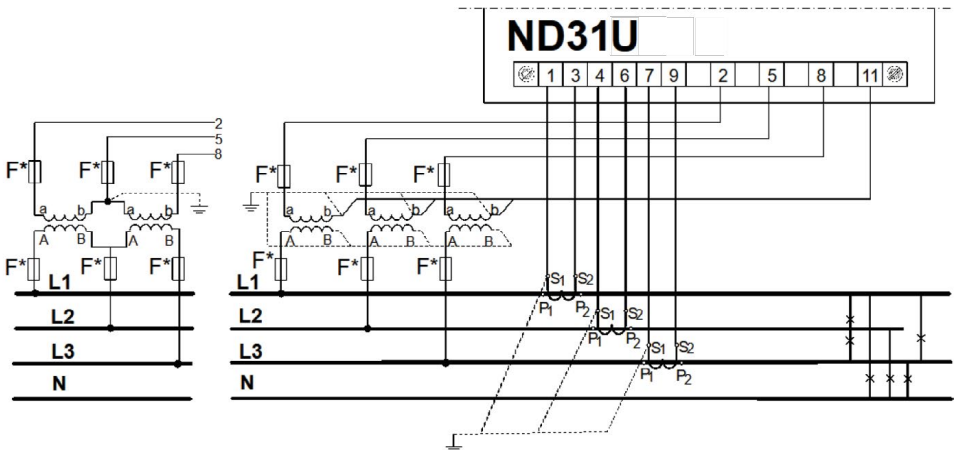 ND31U
1 3 4 6 7 9 2 5 8 11
2
5
8
F* F* F* F* F* F*
a b a b a b a b a b
A B A B A B A B A B
F* F* F* F* F* F*
L1 L1 S1 S2
P1 P2
L2 L2 S1 S2
P1 P2
L3 L3 S1 S2
P1 P2
N N